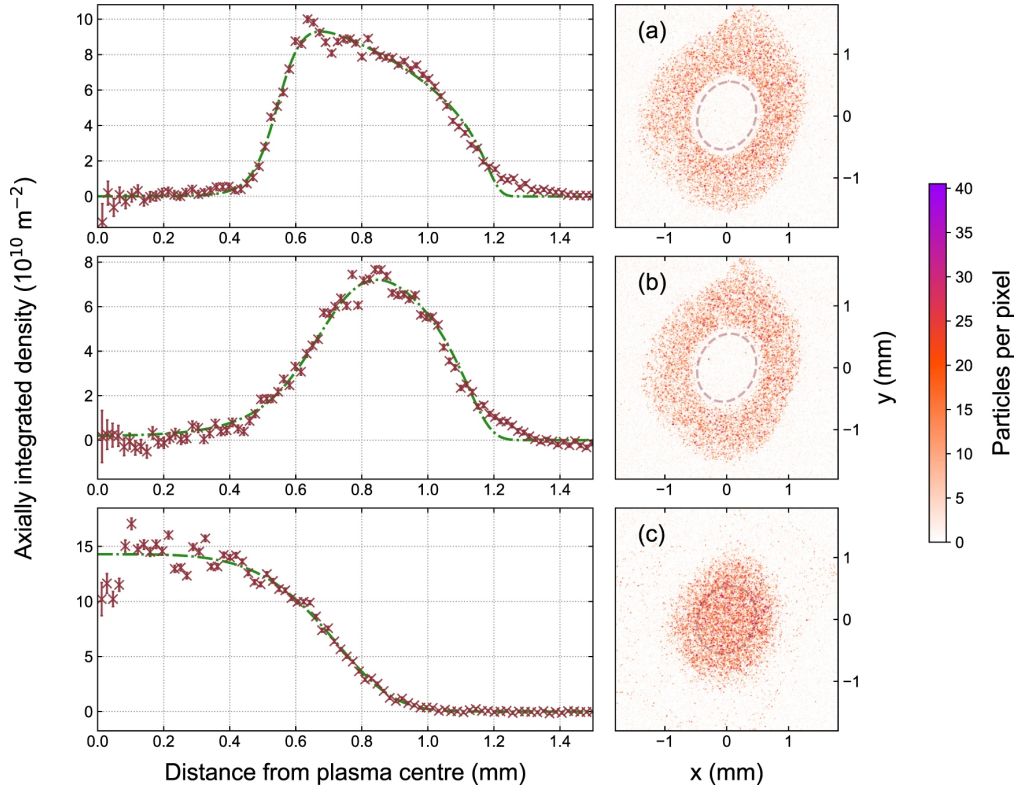 Axially integrated density (10¹⁰ m⁻²)
10
8
6
4
2
0
0.0 0.2 0.4 0.6 0.8 1.0 1.2 1.4
(a)
1
0
−1
−1 0 1
8
6
4
2
0
0.0 0.2 0.4 0.6 0.8 1.0 1.2 1.4
(b)
1
0
−1
−1 0 1
y (mm)
15
10
5
0
0.0 0.2 0.4 0.6 0.8 1.0 1.2 1.4
Distance from plasma centre (mm)
(c)
1
0
−1
−1 0 1
x (mm)
40
35
30
25
20
15
10
5
0
Particles per pixel